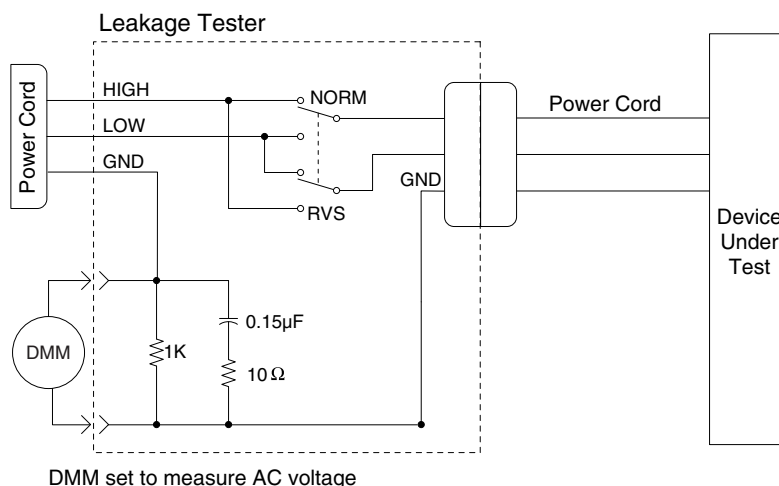 Leakage Tester
Power Cord
HIGH
LOW
GND
NORM
RVS
GND
Power Cord
Device
Under
Test
DMM
1K
0.15µF
10Ω
DMM set to measure AC voltage